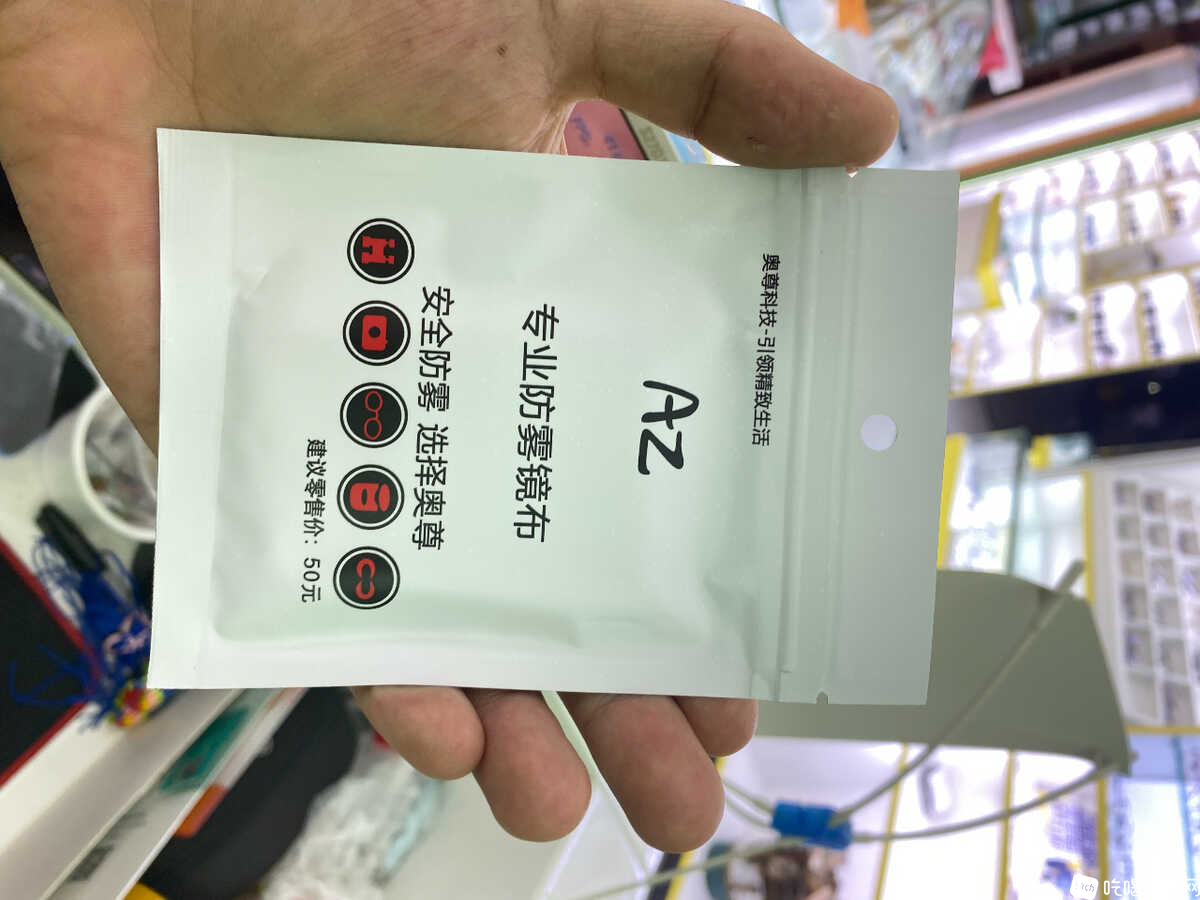 奥尊科技-引领精致生活
AZ
专业防雾镜布
安全防雾 选择奥尊
建议零售价：50元